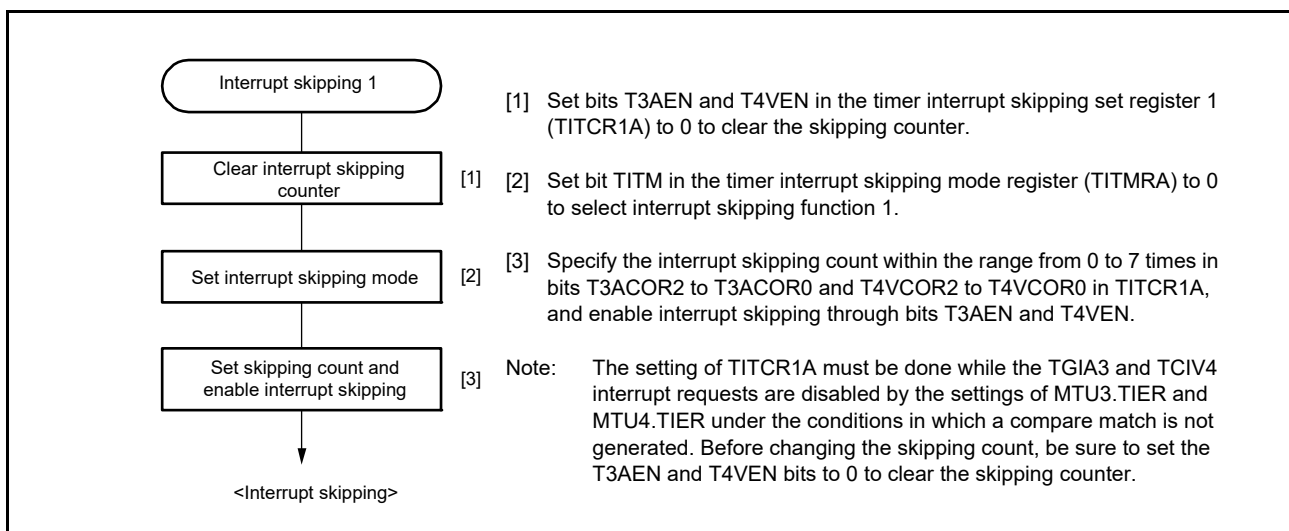 Interrupt skipping 1
Clear interrupt skipping
counter
[1]
Set interrupt skipping mode
[2]
Set skipping count and
enable interrupt skipping
[3]
<Interrupt skipping>
[1] Set bits T3AEN and T4VEN in the timer interrupt skipping set register 1
(TITCR1A) to 0 to clear the skipping counter.
[2] Set bit TITM in the timer interrupt skipping mode register (TITMRA) to 0
to select interrupt skipping function 1.
[3] Specify the interrupt skipping count within the range from 0 to 7 times in
bits T3ACOR2 to T3ACOR0 and T4VCOR2 to T4VCOR0 in TITCR1A,
and enable interrupt skipping through bits T3AEN and T4VEN.
Note: The setting of TITCR1A must be done while the TGIA3 and TCIV4
interrupt requests are disabled by the settings of MTU3.TIER and
MTU4.TIER under the conditions in which a compare match is not
generated. Before changing the skipping count, be sure to set the
T3AEN and T4VEN bits to 0 to clear the skipping counter.